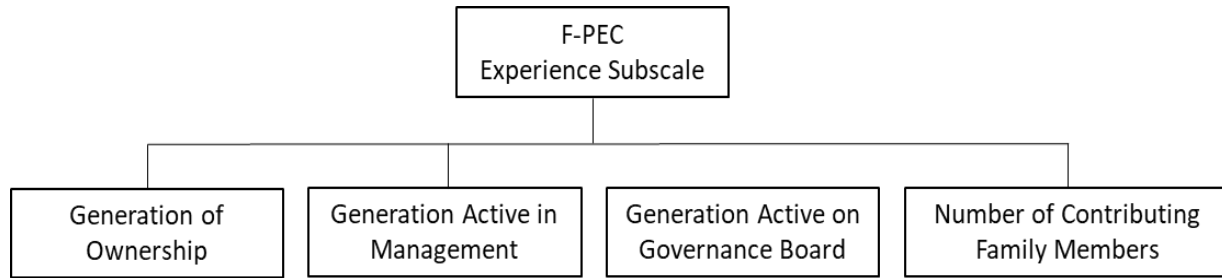 F-PEC
Experience Subscale
Generation of
Ownership
Generation Active in
Management
Generation Active on
Governance Board
Number of Contributing
Family Members